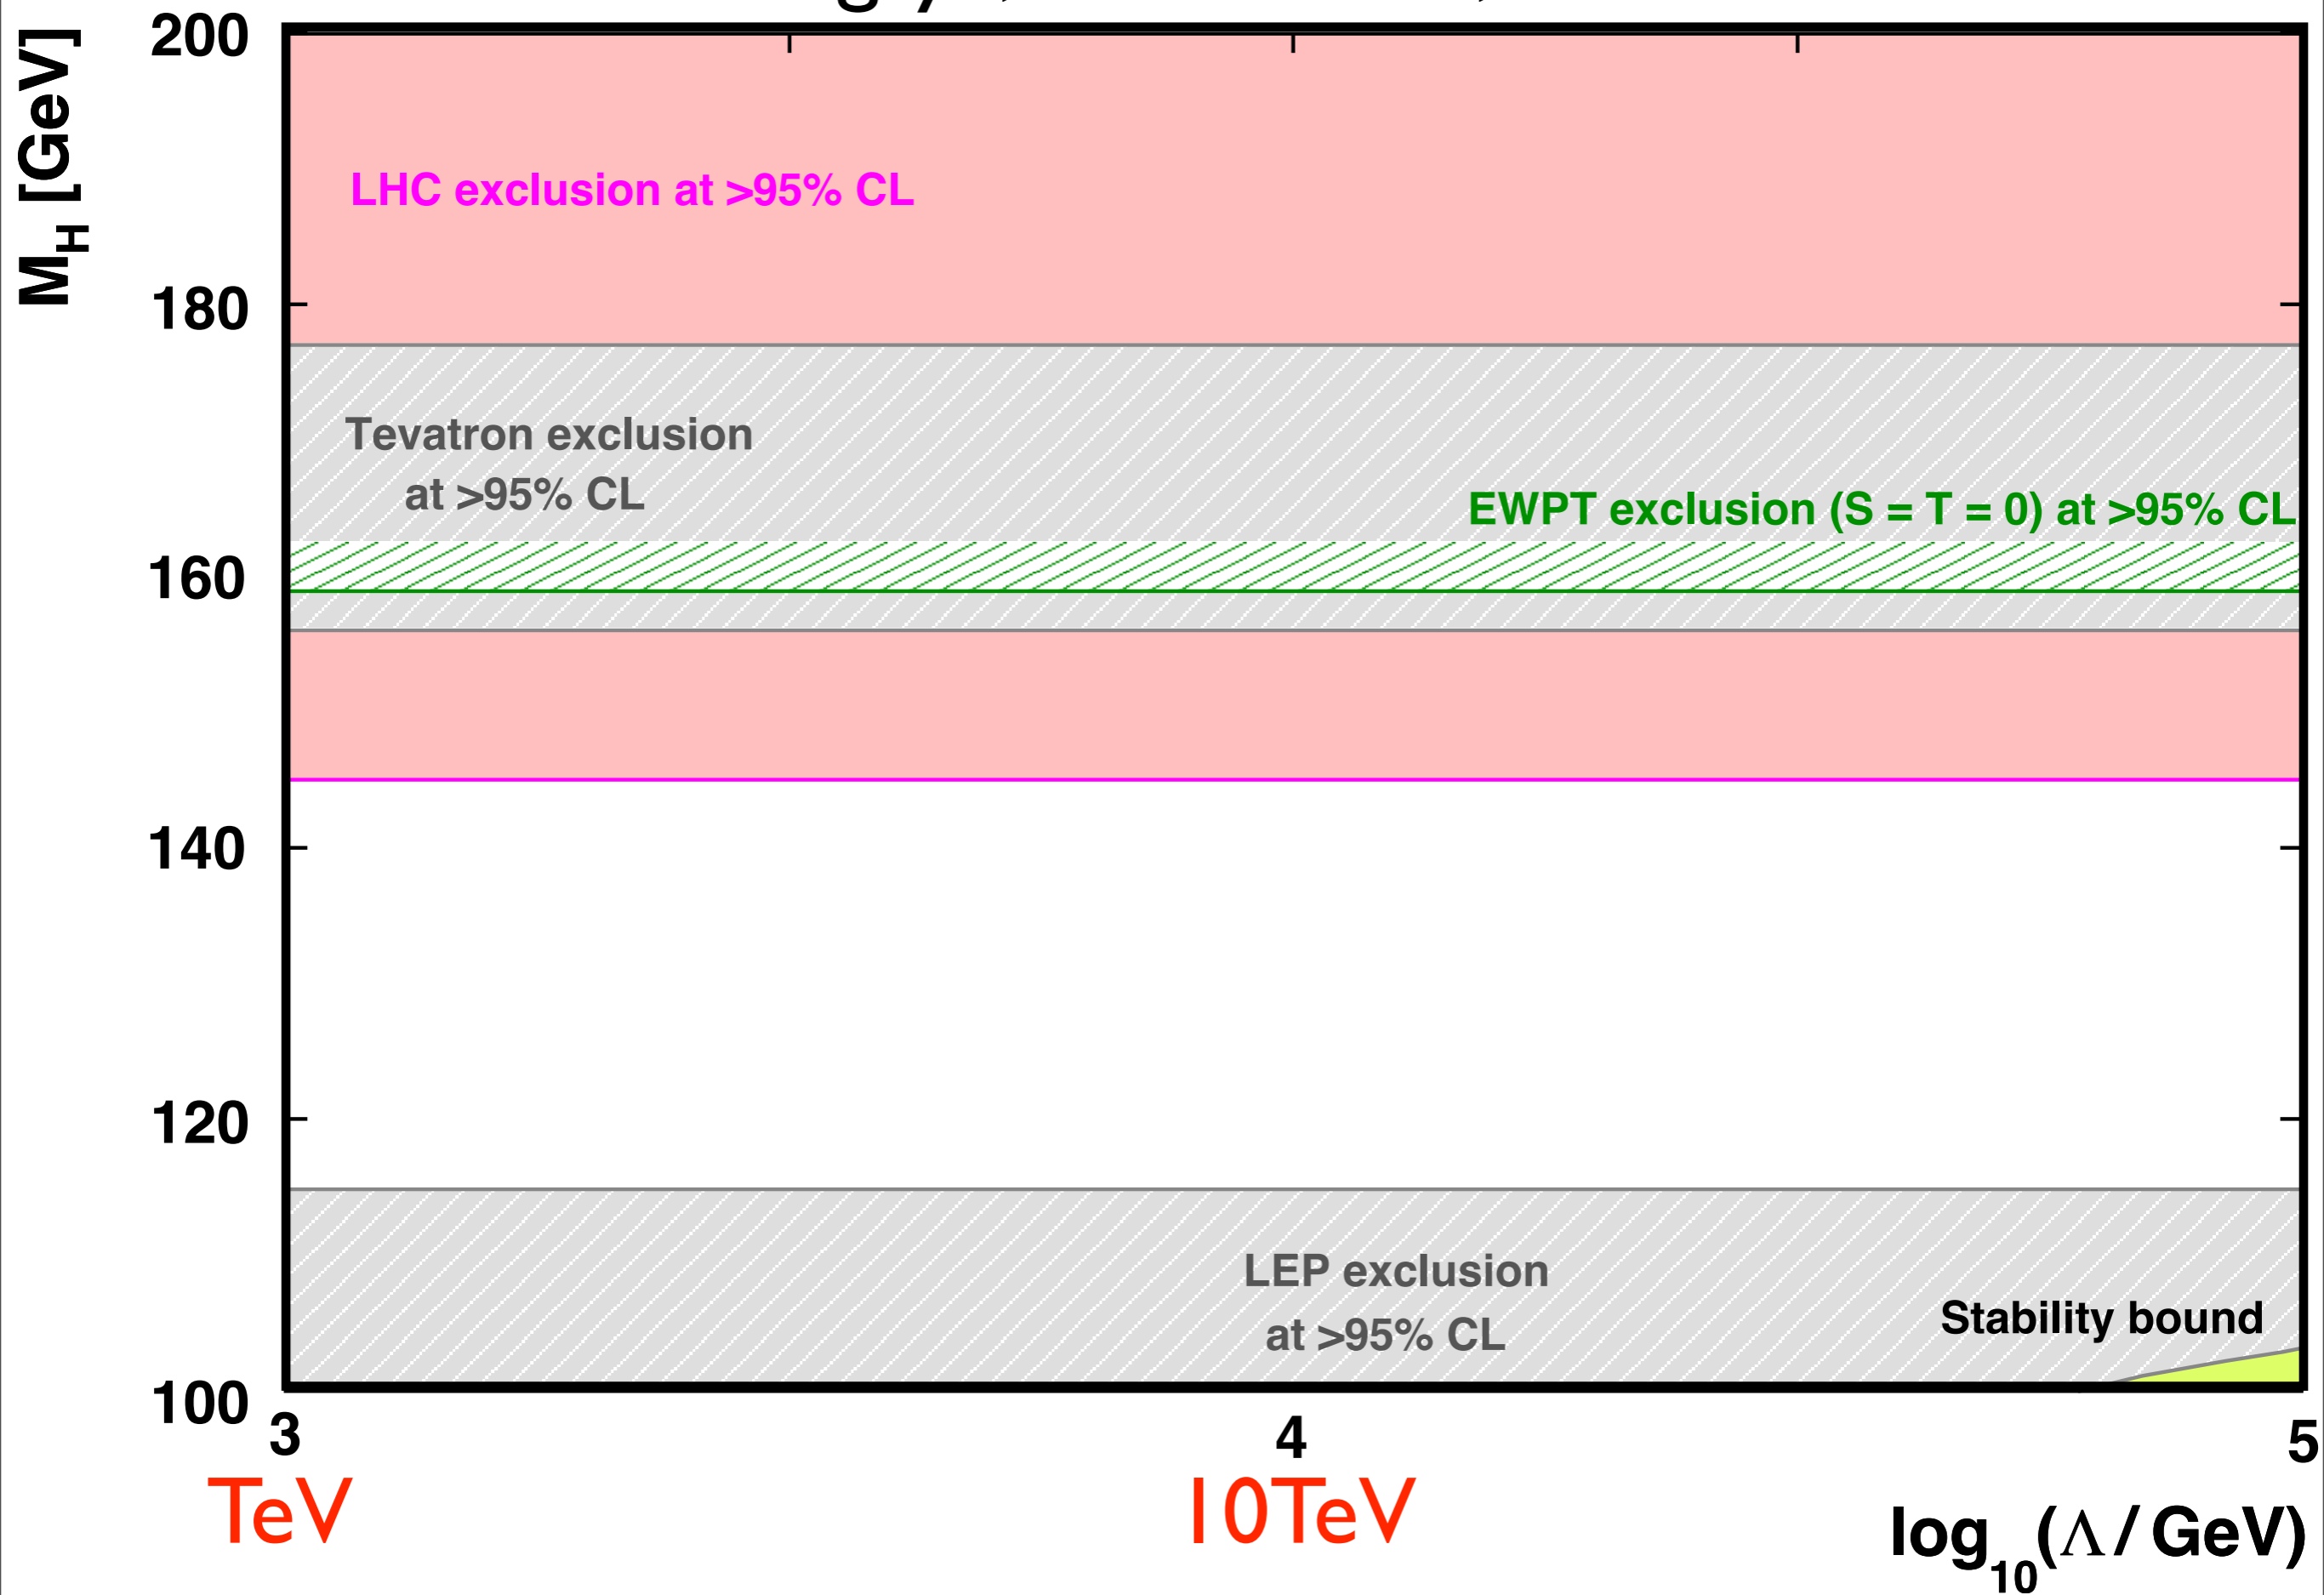 M_H [GeV]
200
LHC exclusion at >95% CL
180
Tevatron exclusion
at >95% CL
EWPT exclusion (S = T = 0) at >95% CL
160
140
120
LEP exclusion
at >95% CL
Stability bound
100
3
4
5
TeV
10TeV
log_10(Λ/GeV)